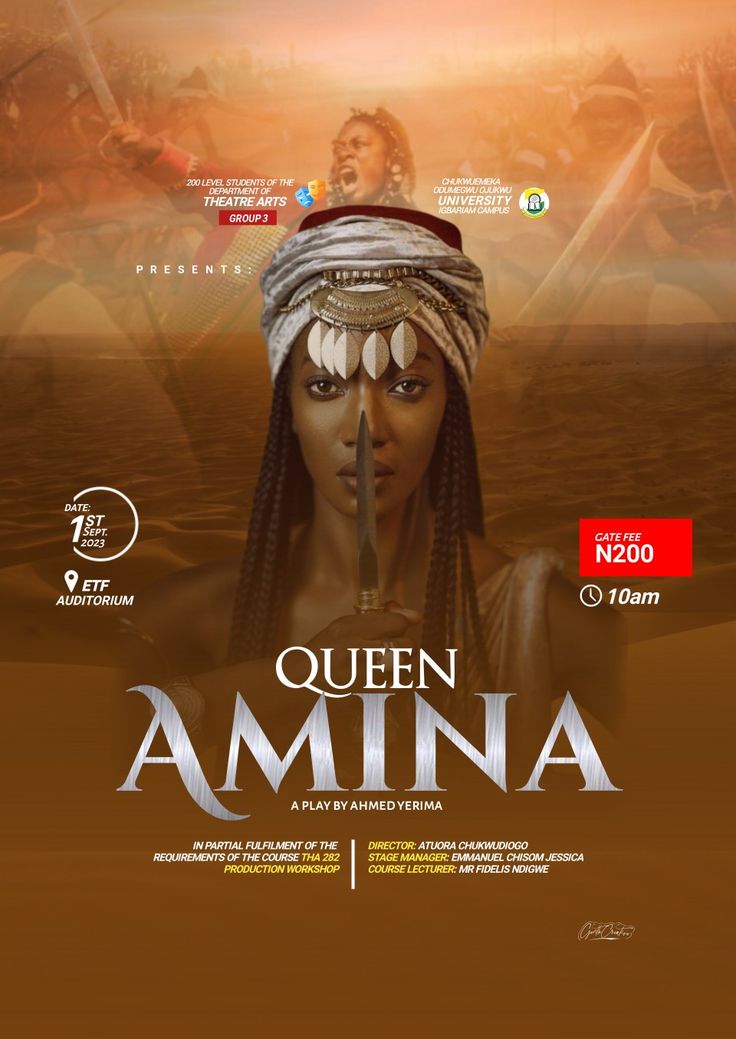 200 LEVEL STUDENTS OF THE
DEPARTMENT OF
THEATRE ARTS
GROUP 3
CHUKWUEMEKA
ODUMEGWU OJUKWU
UNIVERSITY
IGBARIAM CAMPUS
PRESENTS:
DATE:
1ST
SEPT.
2023
ETF
AUDITORIUM
GATE FEE
N200
10am
QUEEN
AMINA
A PLAY BY AHMED YERIMA
IN PARTIAL FULFILMENT OF THE
REQUIREMENTS OF THE COURSE THA 282
PRODUCTION WORKSHOP
DIRECTOR: ATUORA CHUKWUDIOGO
STAGE MANAGER: EMMANUEL CHISOM JESSICA
COURSE LECTURER: MR FIDELIS NDIGWE